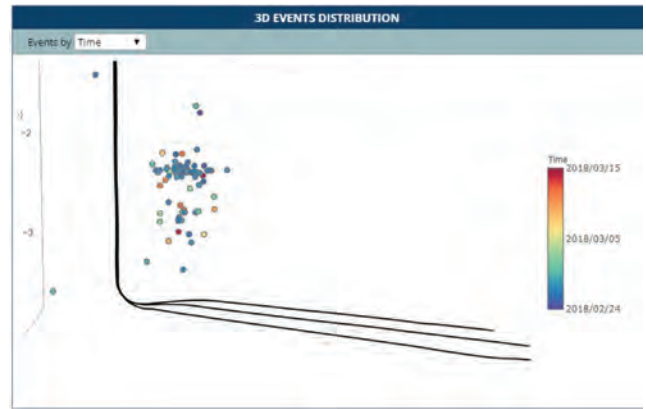 3D EVENTS DISTRIBUTION
Events by Time
-2
-3
Time
2018/03/15
2018/03/05
2018/02/24